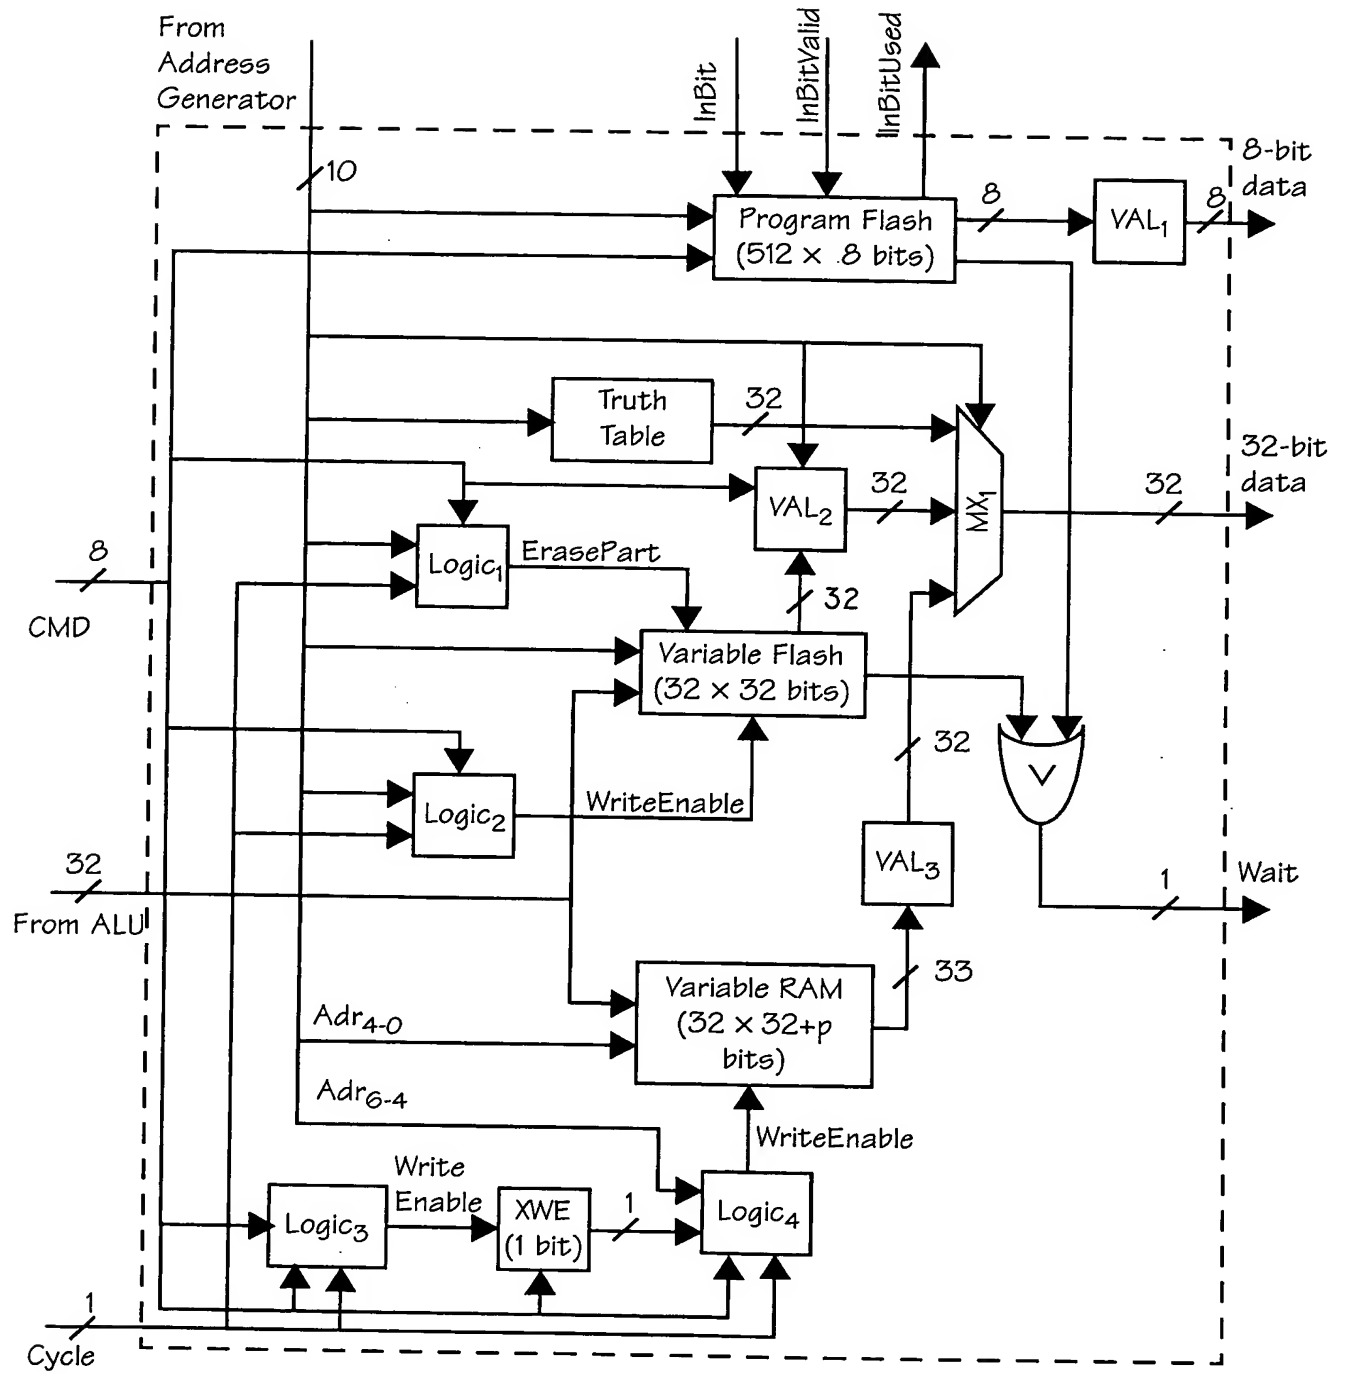 From
Address
Generator
InBit
InBitValid
InBitUsed
10
8-bit
data
Program Flash
(512 × .8 bits)
8
VAL1
8
Truth
Table
32
32-bit
data
VAL2
32
MX1
32
8
CMD
Logic1
ErasePart
32
Variable Flash
(32 × 32 bits)
32
V
Logic2
WriteEnable
VAL3
32
From ALU
1
Wait
33
Variable RAM
(32 × 32+p
bits)
Adr4-0
Adr6-4
WriteEnable
Write
Enable
Logic3
XWE
(1 bit)
1
Logic4
1
Cycle